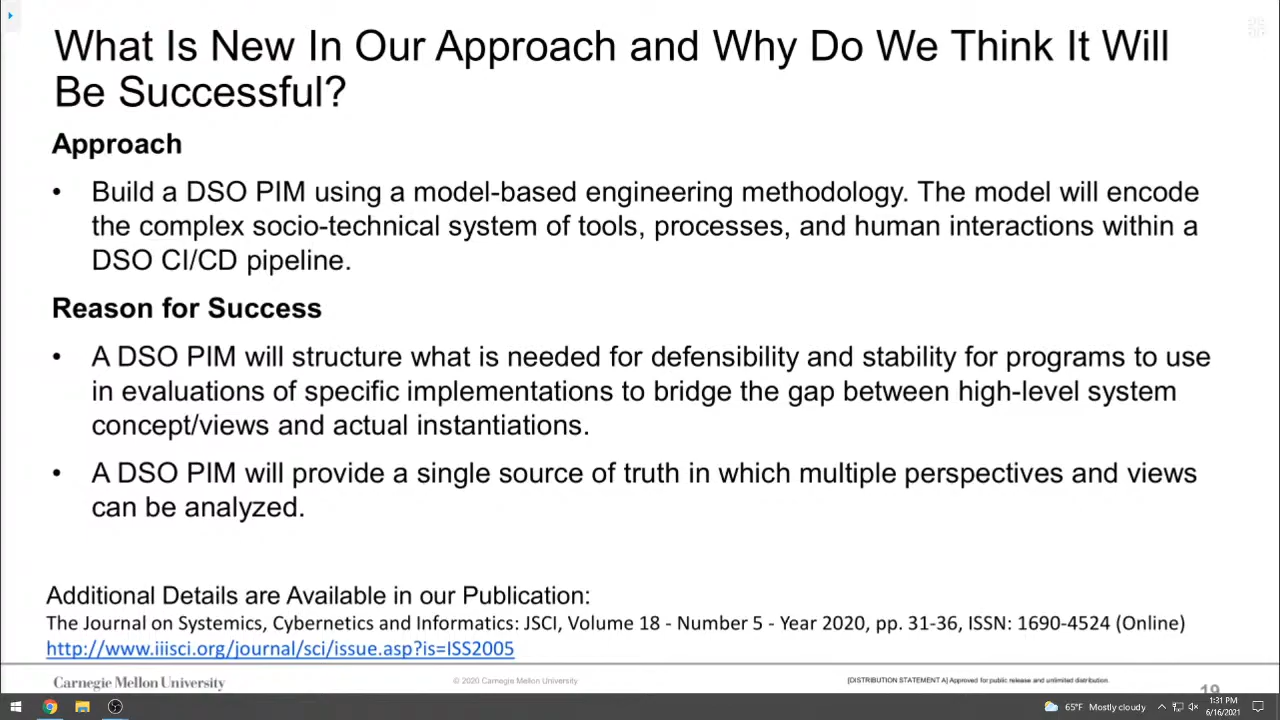 What Is New In Our Approach and Why Do We Think It Will
Be Successful?
Approach
• Build a DSO PIM using a model-based engineering methodology. The model will encode
the complex socio-technical system of tools, processes, and human interactions within a
DSO CI/CD pipeline.
Reason for Success
• A DSO PIM will structure what is needed for defensibility and stability for programs to use
in evaluations of specific implementations to bridge the gap between high-level system
concept/views and actual instantiations.
• A DSO PIM will provide a single source of truth in which multiple perspectives and views
can be analyzed.
Additional Details are Available in our Publication:
The Journal on Systemics, Cybernetics and Informatics: JSCI, Volume 18 - Number 5 - Year 2020, pp. 31-36, ISSN: 1690-4524 (Online)
http://www.iiisci.org/journal/sci/issue.asp?is=ISS2005
Carnegie Mellon University
© 2020 Carnegie Mellon University
[DISTRIBUTION STATEMENT A] Approved for public release and unlimited distribution.
19
65°F Mostly cloudy
1:31 PM
6/16/2021